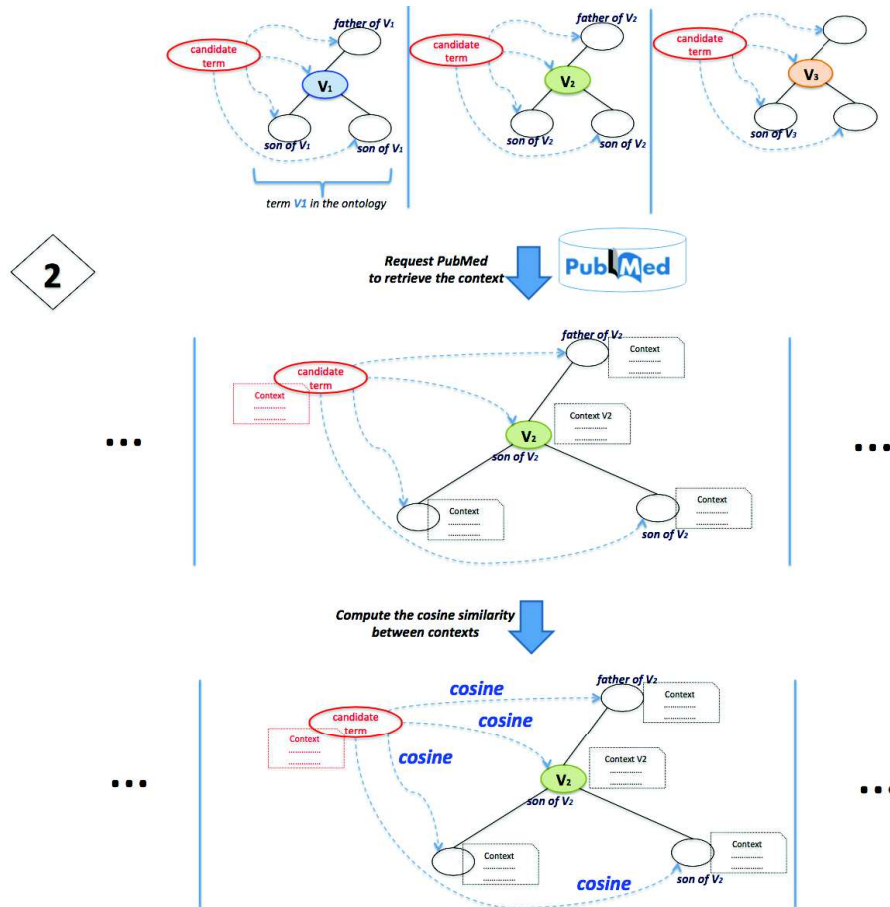 father of V₁
candidate
term
V₁
son of V₁
son of V₁
term V1 in the ontology
father of V₂
candidate
term
V₂
son of V₂
son of V₂
candidate
term
V₃
son of V₃
2
Request PubMed
to retrieve the context
PubMed
father of V₂
Context
..............
..............
candidate
term
Context
..............
..............
...
Context V2
..............
..............
V₂
son of V₂
...
Context
..............
..............
Context
..............
..............
son of V₂
Compute the cosine similarity
between contexts
father of V₂
cosine
Context
..............
..............
candidate
term
cosine
Context
..............
..............
cosine
...
Context V2
..............
..............
V₂
son of V₂
...
Context
..............
..............
Context
..............
..............
cosine
son of V₂